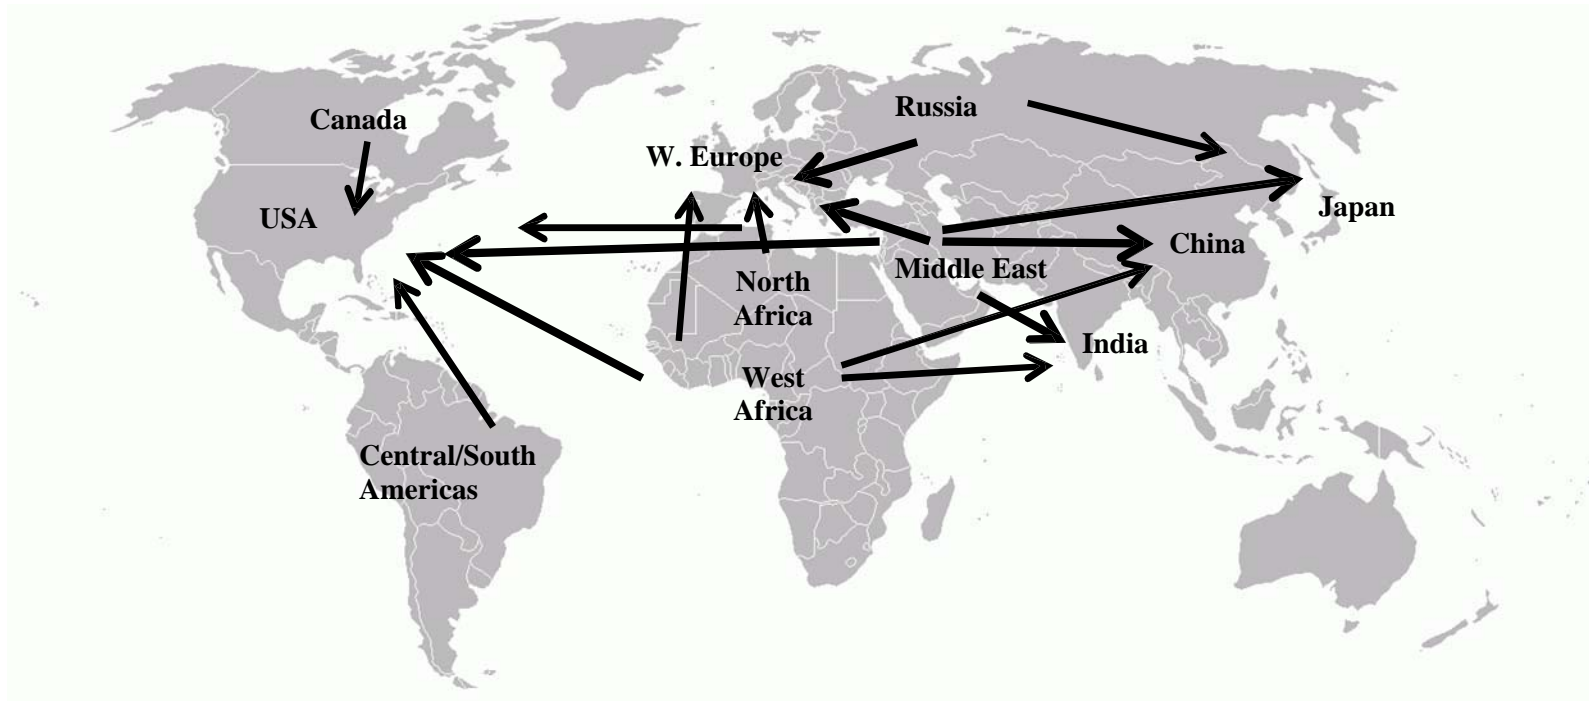 Canada
Russia
W. Europe
USA
Japan
China
Middle East
North
Africa
India
West
Africa
Central/South
Americas